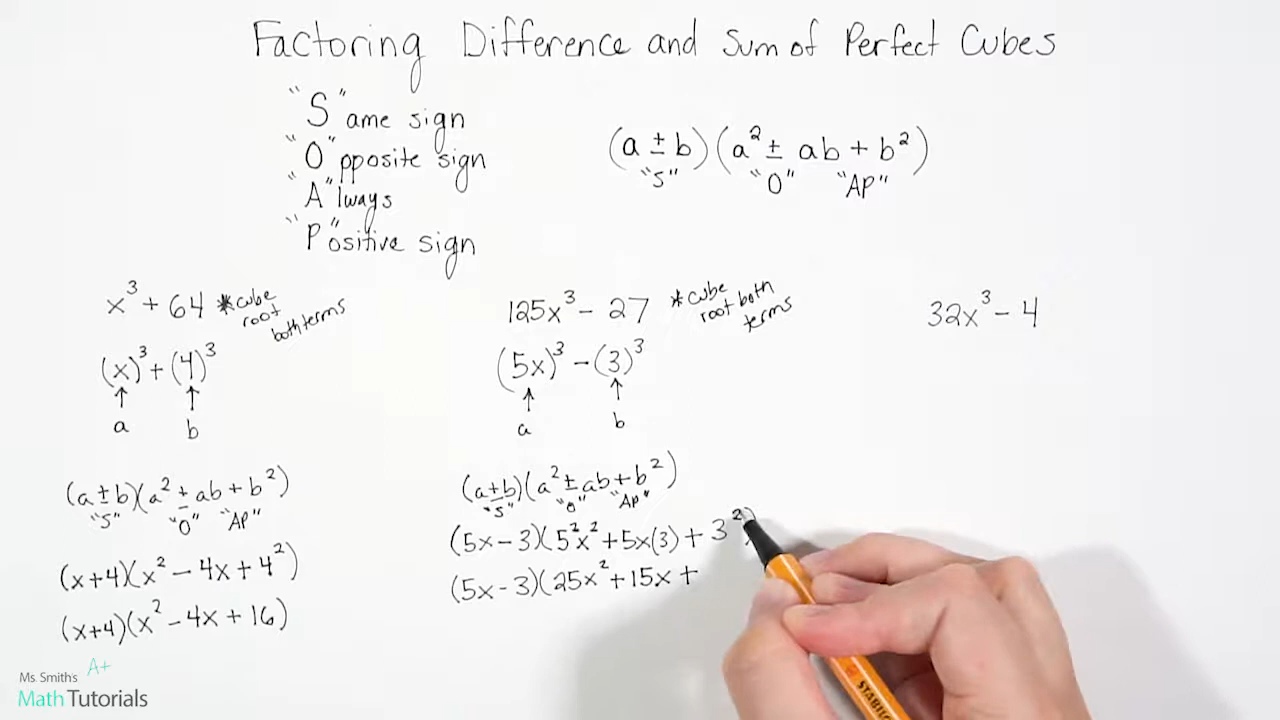 Factoring Difference and Sum of Perfect Cubes
"S"ame sign
"O"pposite sign
"A"lways
"P"ositive sign
(a ± b)(a² ± ab + b²)
"S" "O" "AP"
x³ + 64 *cube root both terms
(x)³ + (4)³
↑ ↑
a b
(a ± b)(a² ± ab + b²)
"S" "O" "AP"
(x+4)(x² - 4x + 4²)
(x+4)(x² - 4x + 16)
125x³ - 27 *cube root both terms
(5x)³ - (3)³
↑ ↑
a b
(a±b)(a² ± ab + b²)
"S" "O" "AP"
(5x - 3)(5²x² + 5x(3) + 3²)
(5x - 3)(25x² + 15x +
32x³ - 4
Ms. Smith's A+
Math Tutorials
STABILO